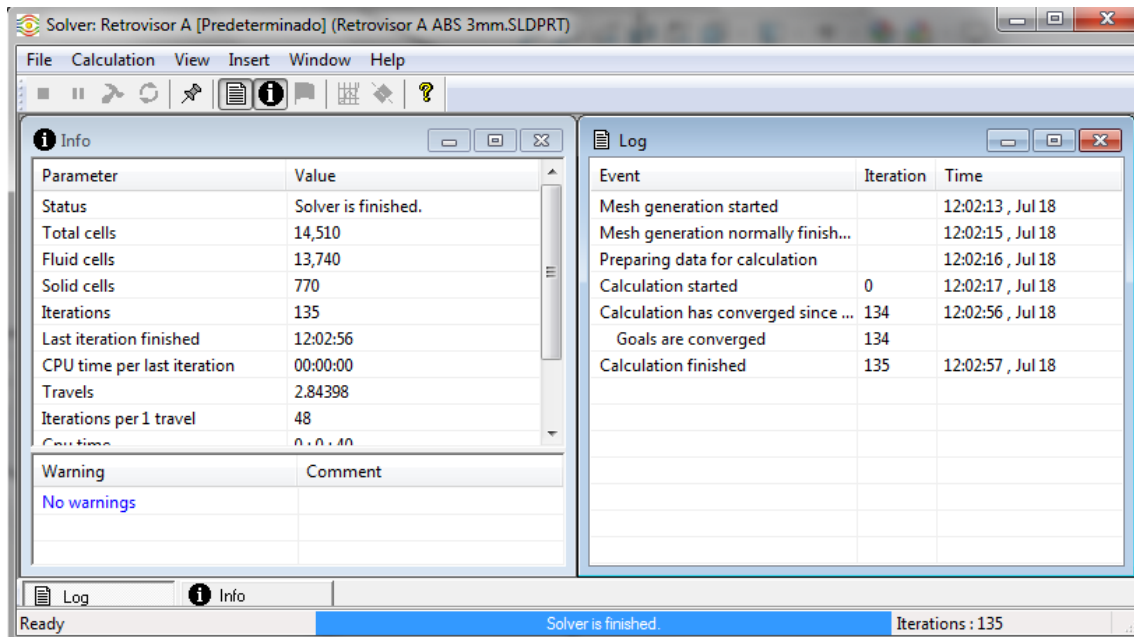 Solver: Retrovisor A [Predeterminado] (Retrovisor A ABS 3mm.SLDPRT)
File Calculation View Insert Window Help
Info
Parameter Value
Status Solver is finished.
Total cells 14,510
Fluid cells 13,740
Solid cells 770
Iterations 135
Last iteration finished 12:02:56
CPU time per last iteration 00:00:00
Travels 2.84398
Iterations per 1 travel 48
Cpu time 0 : 0 : 40
Warning Comment
No warnings
Log
Event Iteration Time
Mesh generation started 12:02:13 , Jul 18
Mesh generation normally finish... 12:02:15 , Jul 18
Preparing data for calculation 12:02:16 , Jul 18
Calculation started 0 12:02:17 , Jul 18
Calculation has converged since ... 134 12:02:56 , Jul 18
Goals are converged 134
Calculation finished 135 12:02:57 , Jul 18
Log Info
Ready Solver is finished. Iterations : 135